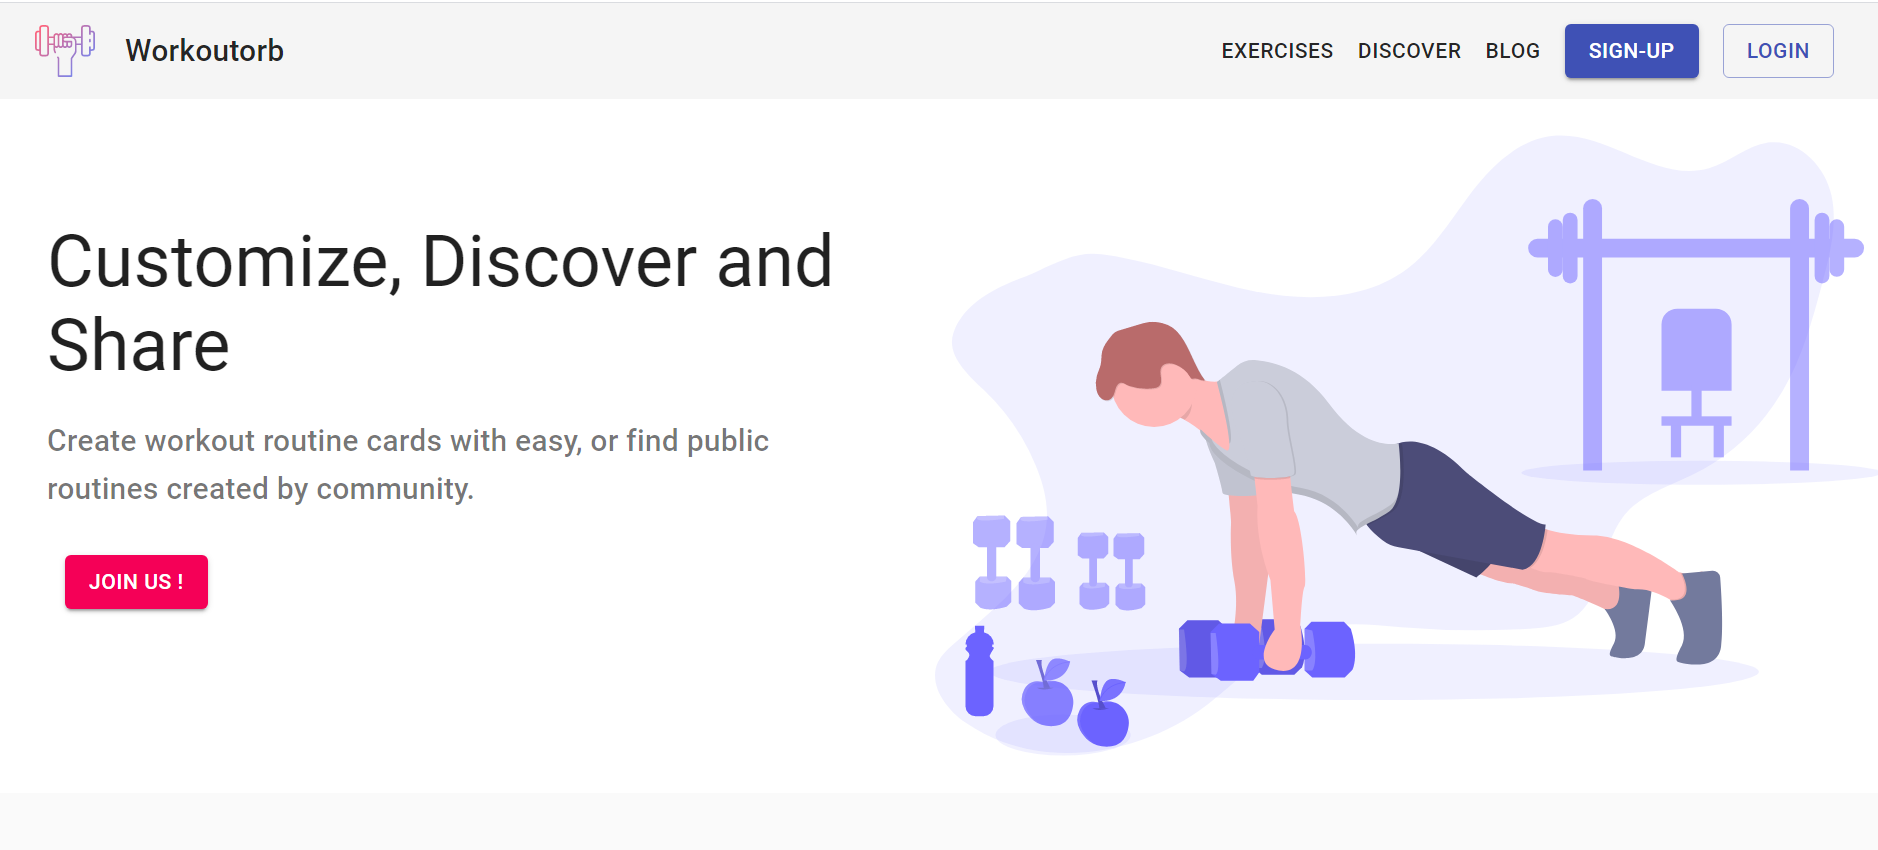 Workoutorb
EXERCISES DISCOVER BLOG SIGN-UP LOGIN
Customize, Discover and
Share
Create workout routine cards with easy, or find public
routines created by community.
JOIN US !